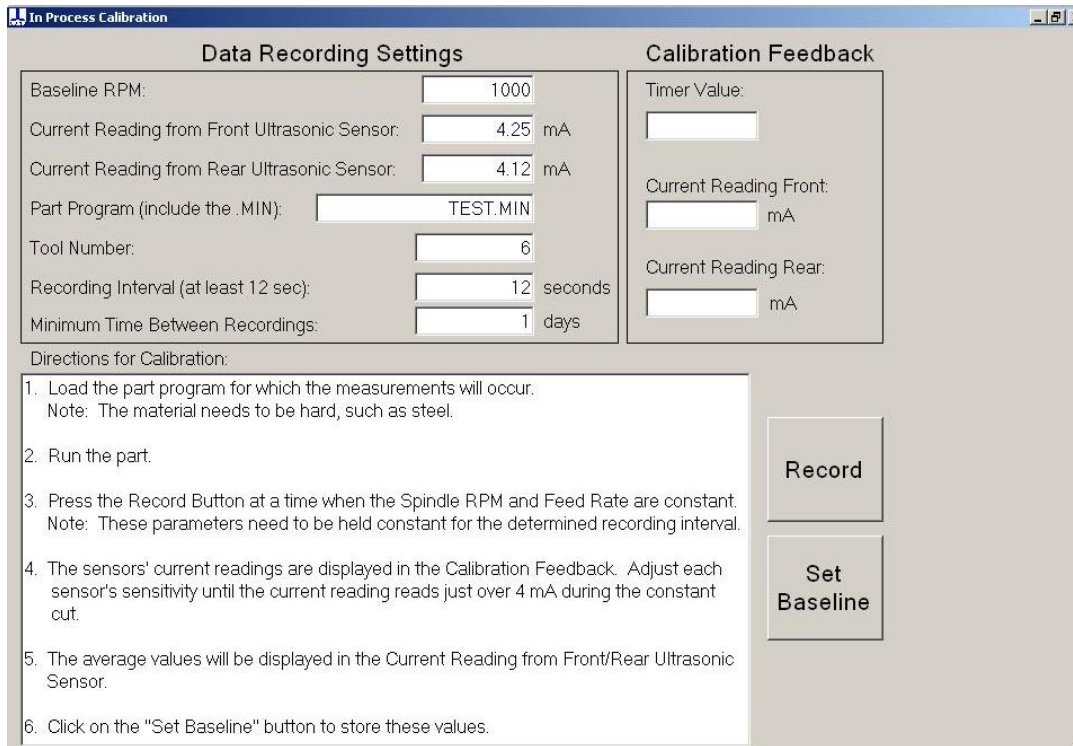 In Process Calibration
Data Recording Settings
Baseline RPM: 1000
Current Reading from Front Ultrasonic Sensor: 4.25 mA
Current Reading from Rear Ultrasonic Sensor: 4.12 mA
Part Program (include the .MIN): TEST.MIN
Tool Number: 6
Recording Interval (at least 12 sec): 12 seconds
Minimum Time Between Recordings: 1 days
Calibration Feedback
Timer Value:
Current Reading Front:
mA
Current Reading Rear:
mA
Directions for Calibration:
1. Load the part program for which the measurements will occur.
Note: The material needs to be hard, such as steel.
2. Run the part.
3. Press the Record Button at a time when the Spindle RPM and Feed Rate are constant.
Note: These parameters need to be held constant for the determined recording interval.
4. The sensors' current readings are displayed in the Calibration Feedback. Adjust each
sensor's sensitivity until the current reading reads just over 4 mA during the constant
cut.
5. The average values will be displayed in the Current Reading from Front/Rear Ultrasonic
Sensor.
6. Click on the "Set Baseline" button to store these values.
Record
Set
Baseline